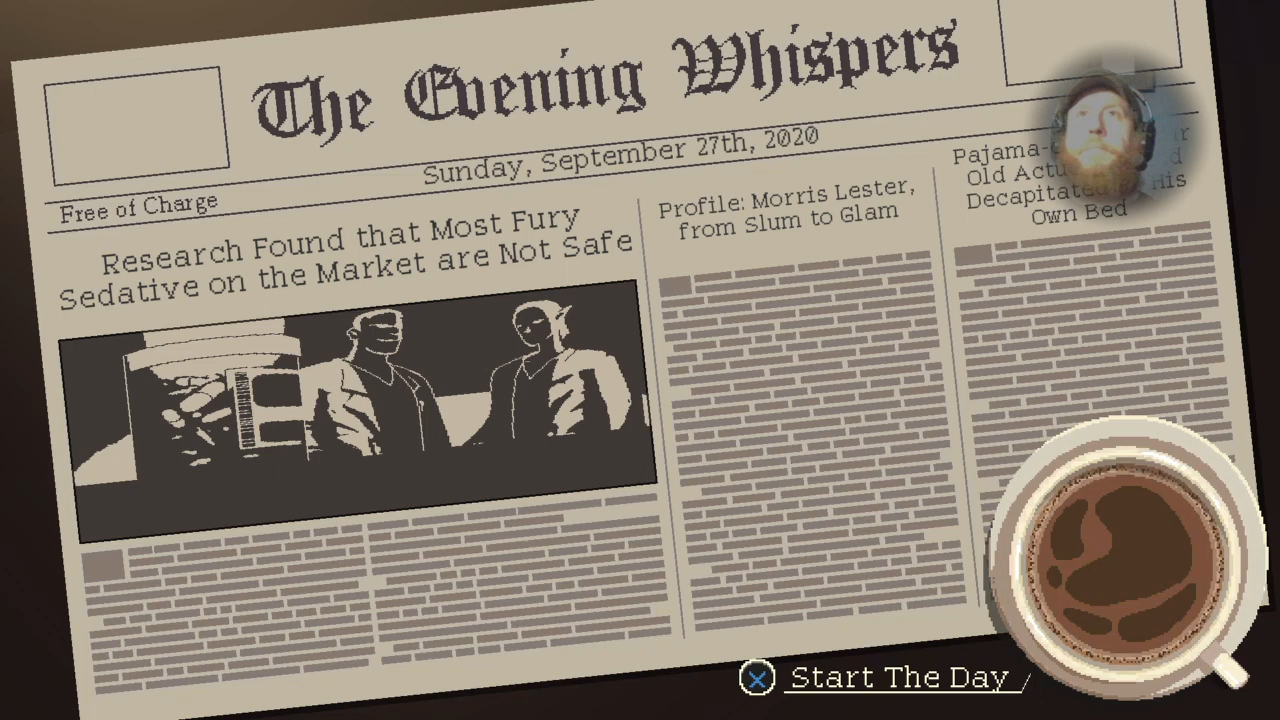 The Evening Whispers
Sunday, September 27th, 2020
Free of Charge
Research Found that Most Fury
Sedative on the Market are Not Safe
Profile: Morris Lester,
from Slum to Glam
Pajama-
Old
Decapitated His
Own Bed
Start The Day